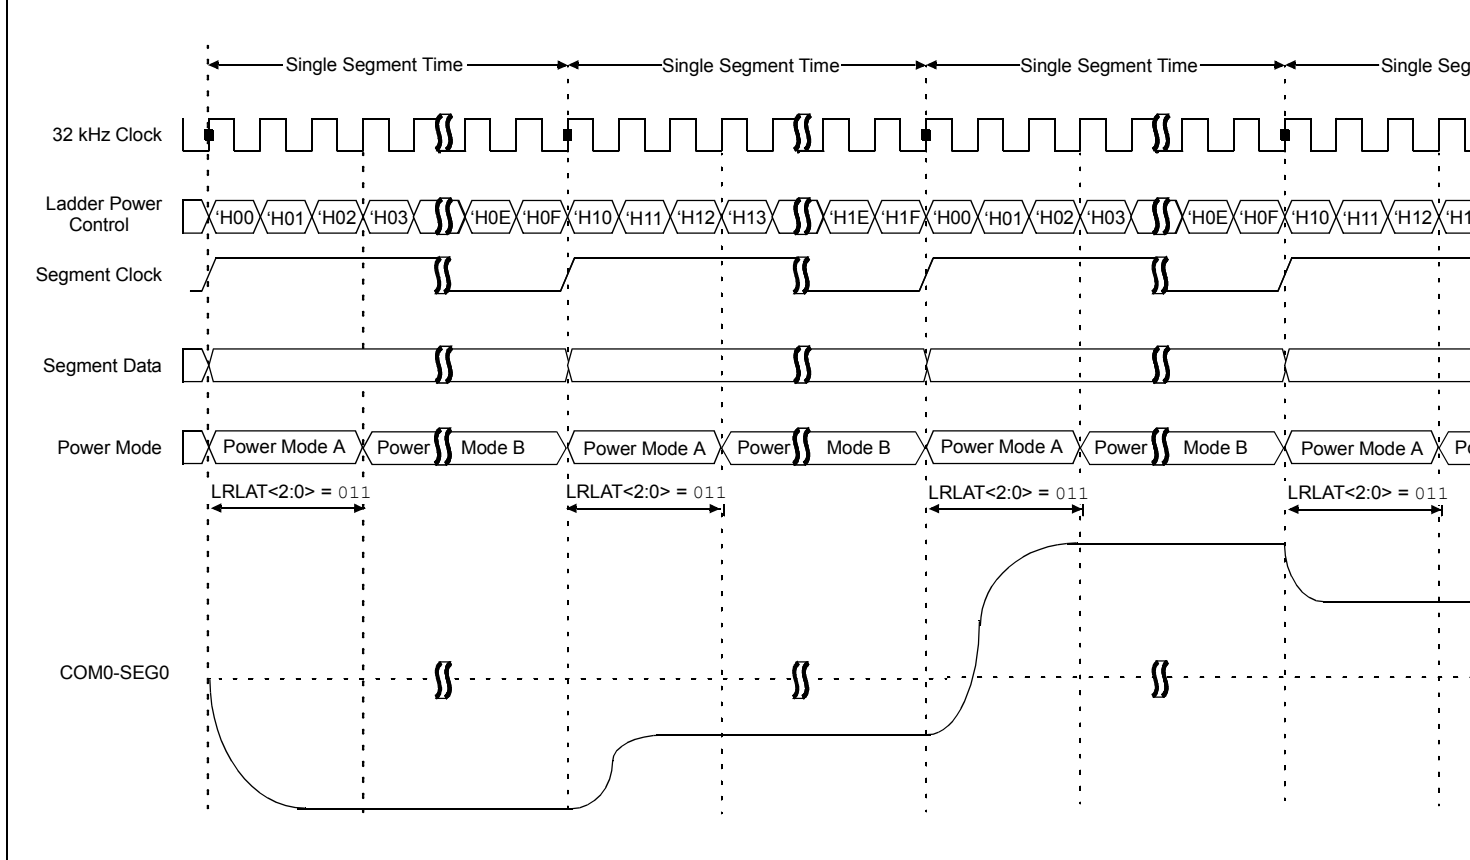 Single Segment Time Single Segment Time Single Segment Time Single Seg
32 kHz Clock
Ladder Power
Control
‘H00 ‘H01 ‘H02 ‘H03 ‘H0E ‘H0F ‘H10 ‘H11 ‘H12 ‘H13 ‘H1E ‘H1F ‘H00 ‘H01 ‘H02 ‘H03 ‘H0E ‘H0F ‘H10 ‘H11 ‘H12 ‘H1
Segment Clock
Segment Data
Power Mode
Power Mode A Power Mode B Power Mode A Power Mode B Power Mode A Power Mode B Power Mode A Po
LRLAT<2:0> = 011 LRLAT<2:0> = 011 LRLAT<2:0> = 011 LRLAT<2:0> = 011
COM0-SEG0